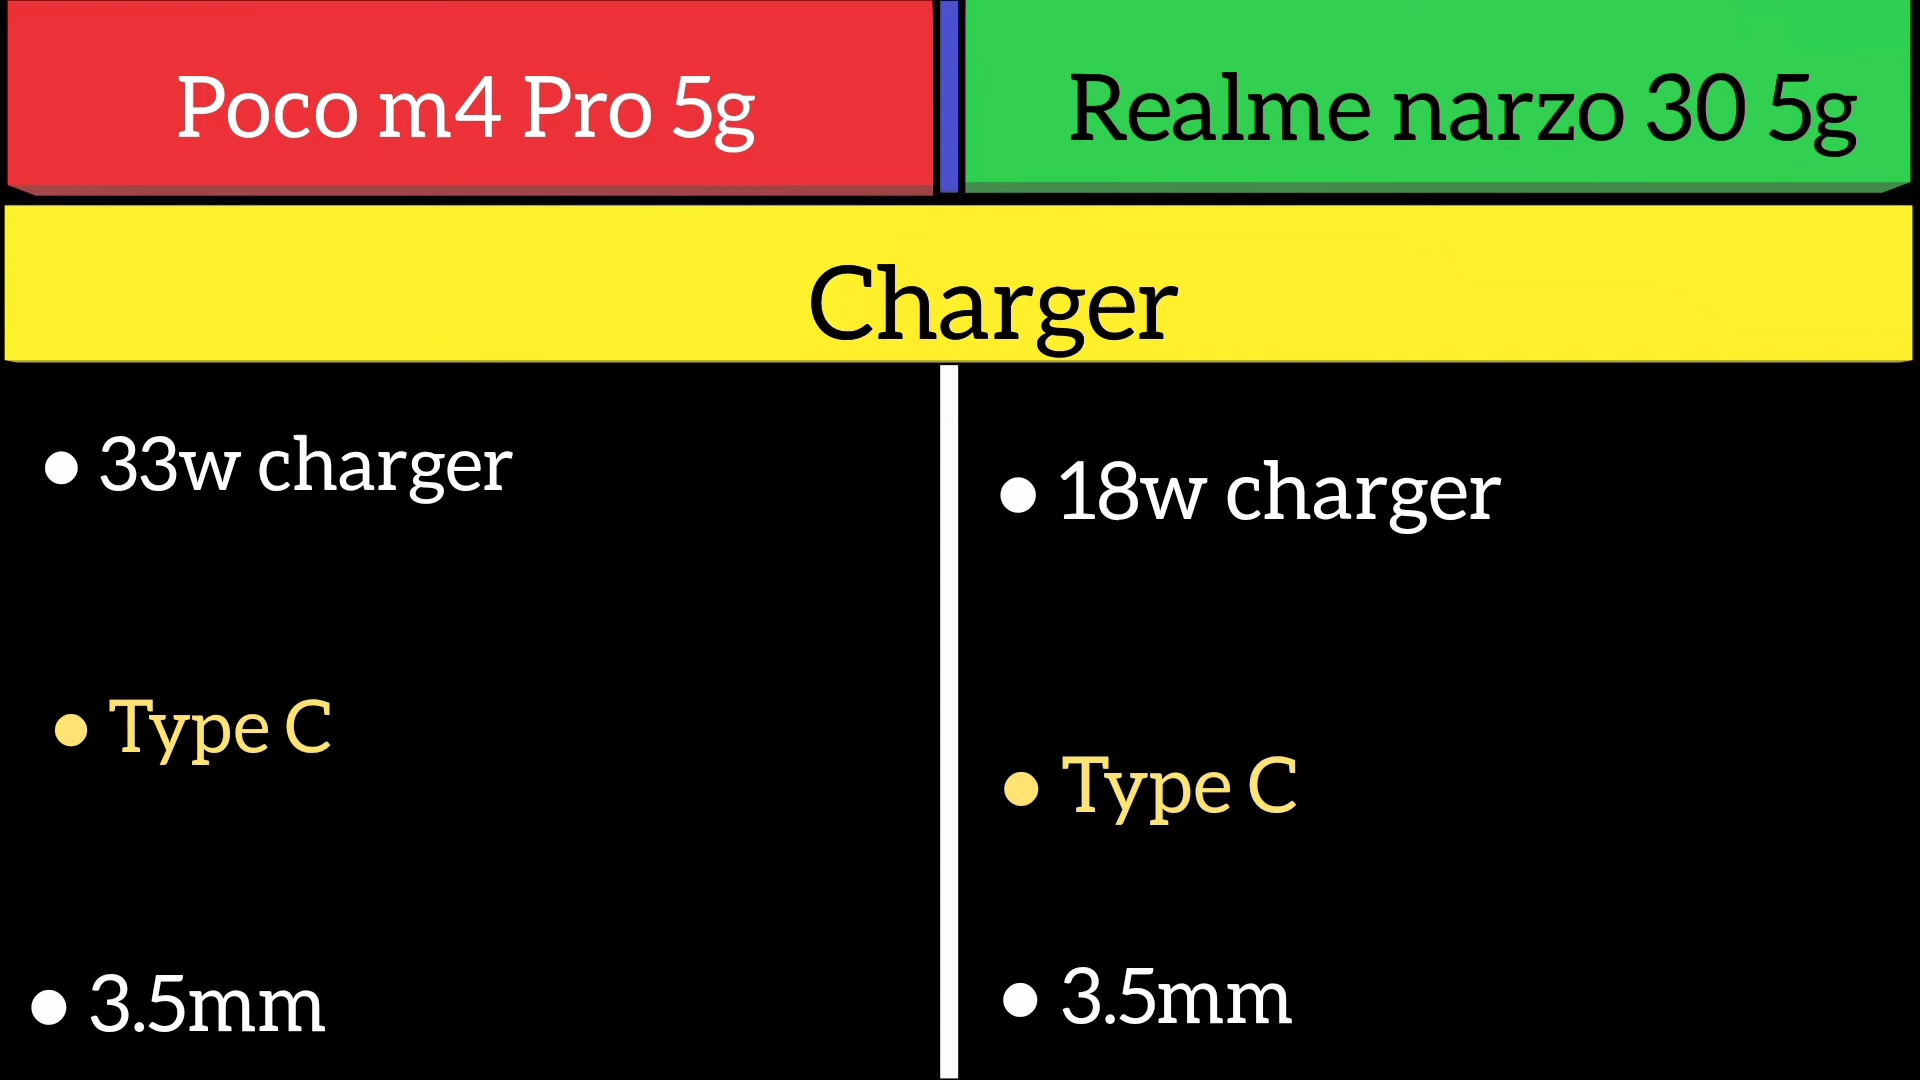 Poco m4 Pro 5g
Realme narzo 30 5g
Charger
• 33w charger
• Type C
• 3.5mm
• 18w charger
• Type C
• 3.5mm